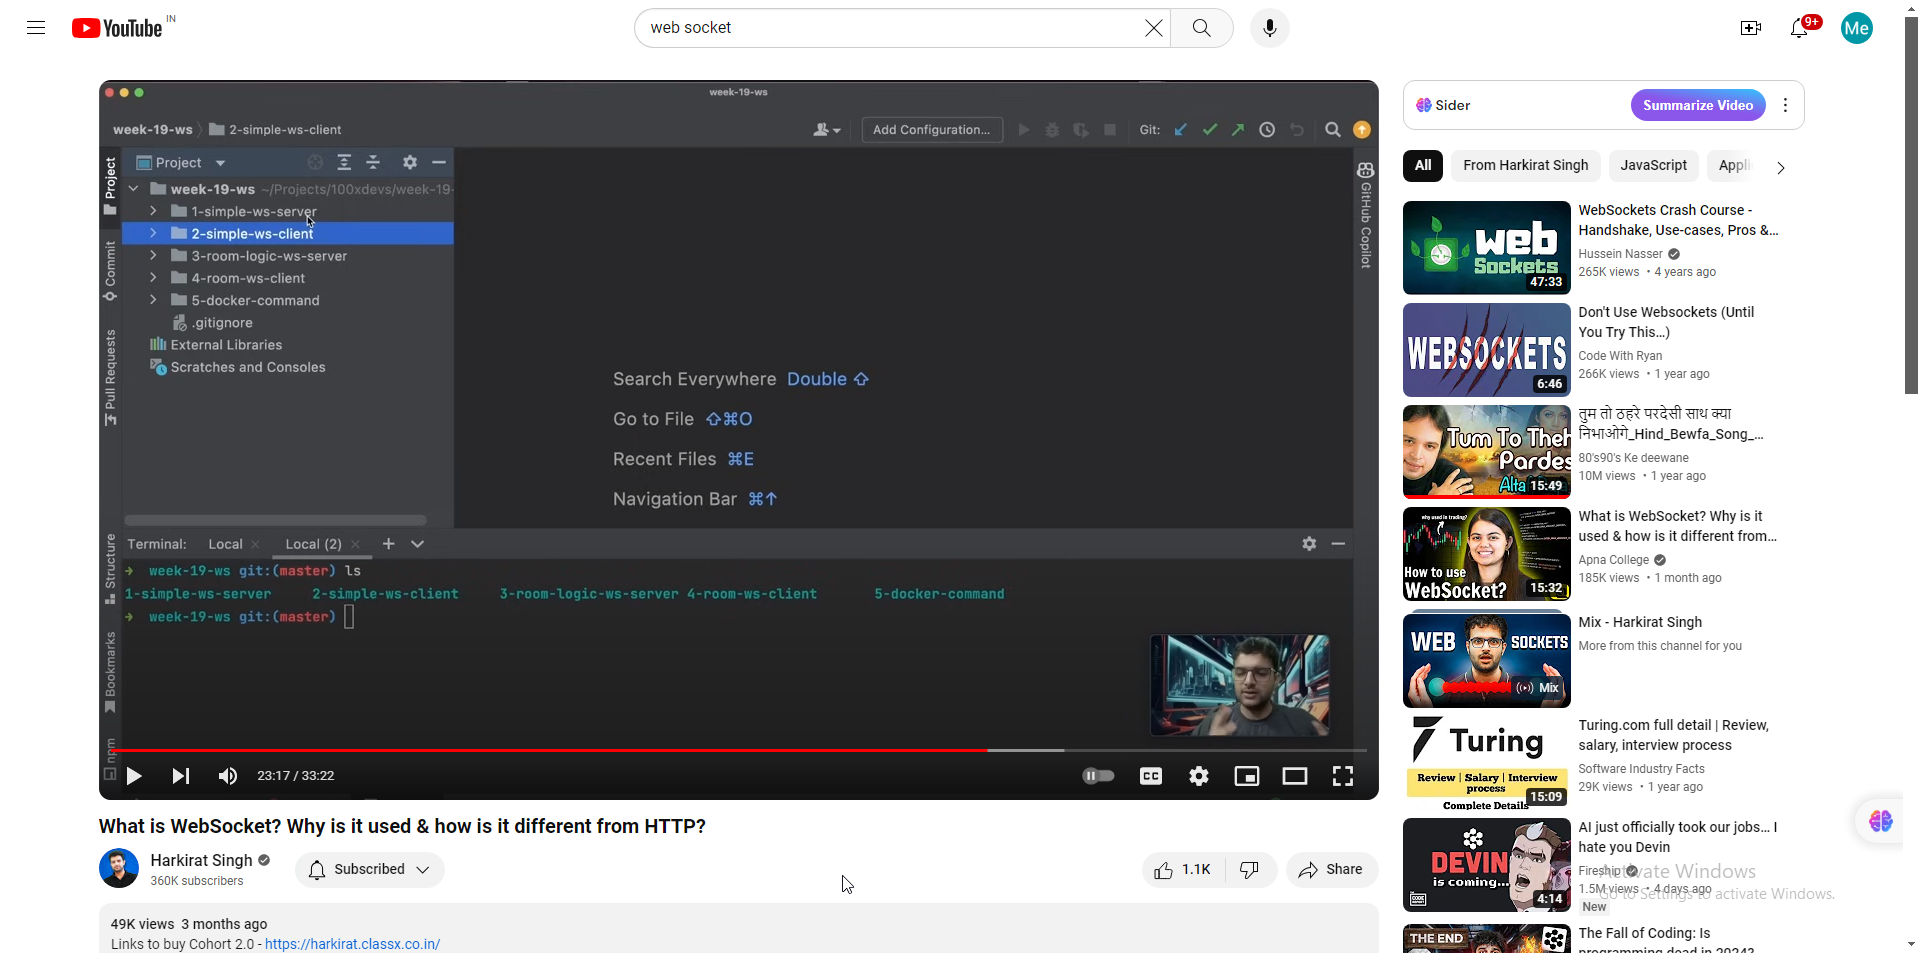 YouTube IN
web socket
9+
Me
week-19-ws
week-19-ws 2-simple-ws-client
Add Configuration...
Git:
Project
Project
Commit
Pull Requests
Structure
Bookmarks
npm
GitHub Copilot
week-19-ws ~/Projects/100xdevs/week-19-
1-simple-ws-server
2-simple-ws-client
3-room-logic-ws-server
4-room-ws-client
5-docker-command
.gitignore
External Libraries
Scratches and Consoles
Search Everywhere Double ⇧
Go to File ⇧⌘O
Recent Files ⌘E
Navigation Bar ⌘↑
Terminal: Local × Local (2) × +
→ week-19-ws git:(master) ls
1-simple-ws-server 2-simple-ws-client 3-room-logic-ws-server 4-room-ws-client 5-docker-command
→ week-19-ws git:(master)
23:17 / 33:22
CC
What is WebSocket? Why is it used & how is it different from HTTP?
Harkirat Singh
360K subscribers
Subscribed
1.1K
Share
49K views 3 months ago
Links to buy Cohort 2.0 - https://harkirat.classx.co.in/
Sider
Summarize Video
All
From Harkirat Singh
JavaScript
Appli
web
Sockets
47:33
WebSockets Crash Course -
Handshake, Use-cases, Pros &...
Hussein Nasser
265K views • 4 years ago
WEBSOCKETS
6:46
Don't Use Websockets (Until
You Try This...)
Code With Ryan
266K views • 1 year ago
Tum To Theh
Pardes
Alta
15:49
तुम तो ठहरे परदेसी साथ क्या
निभाओगे_Hind_Bewfa_Song_...
80's90's Ke deewane
10M views • 1 year ago
why used is trading?
How to use
WebSocket?
15:32
What is WebSocket? Why is it
used & how is it different from...
Apna College
185K views • 1 month ago
WEB SOCKETS
Mix
Mix - Harkirat Singh
More from this channel for you
Turing
Review | Salary | Interview
process
Complete Details
15:09
Turing.com full detail | Review,
salary, interview process
Software Industry Facts
29K views • 1 year ago
DEVIN
is coming...
CODE
REPORT
4:14
AI just officially took our jobs... I
hate you Devin
Fireship
1.5M views • 4 days ago
New
Activate Windows
Go to Settings to activate Windows.
THE END
The Fall of Coding: Is
programming dead in 2024?